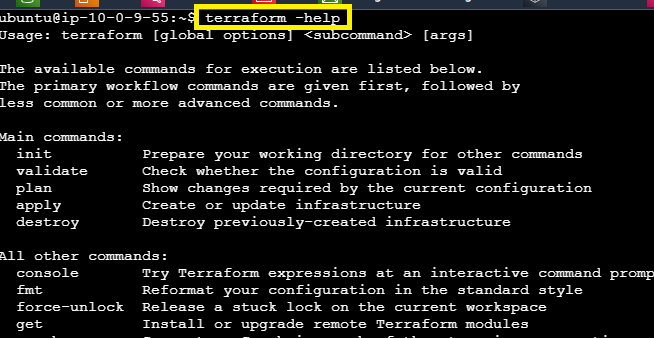 ubuntu@ip-10-0-9-55:~$ terraform -help
Usage: terraform [global options] <subcommand> [args]
The available commands for execution are listed below.
The primary workflow commands are given first, followed by
less common or more advanced commands.
Main commands:
init Prepare your working directory for other commands
validate Check whether the configuration is valid
plan Show changes required by the current configuration
apply Create or update infrastructure
destroy Destroy previously-created infrastructure
All other commands:
console Try Terraform expressions at an interactive command promp
fmt Reformat your configuration in the standard style
force-unlock Release a stuck lock on the current workspace
get Install or upgrade remote Terraform modules